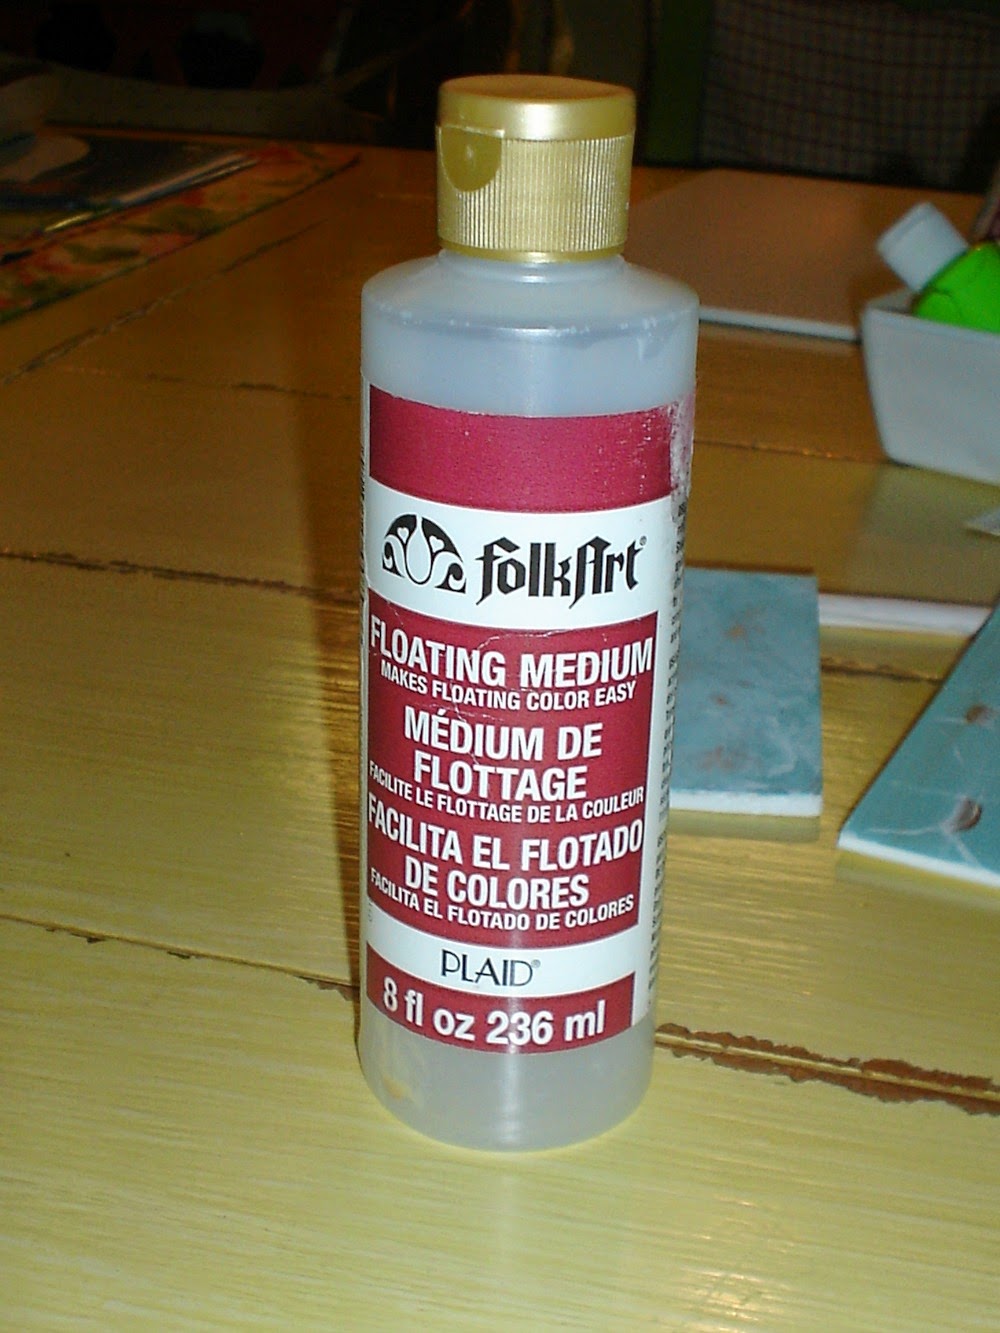 folkArt®
FLOATING MEDIUM
MAKES FLOATING COLOR EASY
MÉDIUM DE
FLOTTAGE
FACILITE LE FLOTTAGE DE LA COULEUR
FACILITA EL FLOTADO
DE COLORES
FACILITA EL FLOTADO DE COLORES
PLAID®
8 fl oz 236 ml